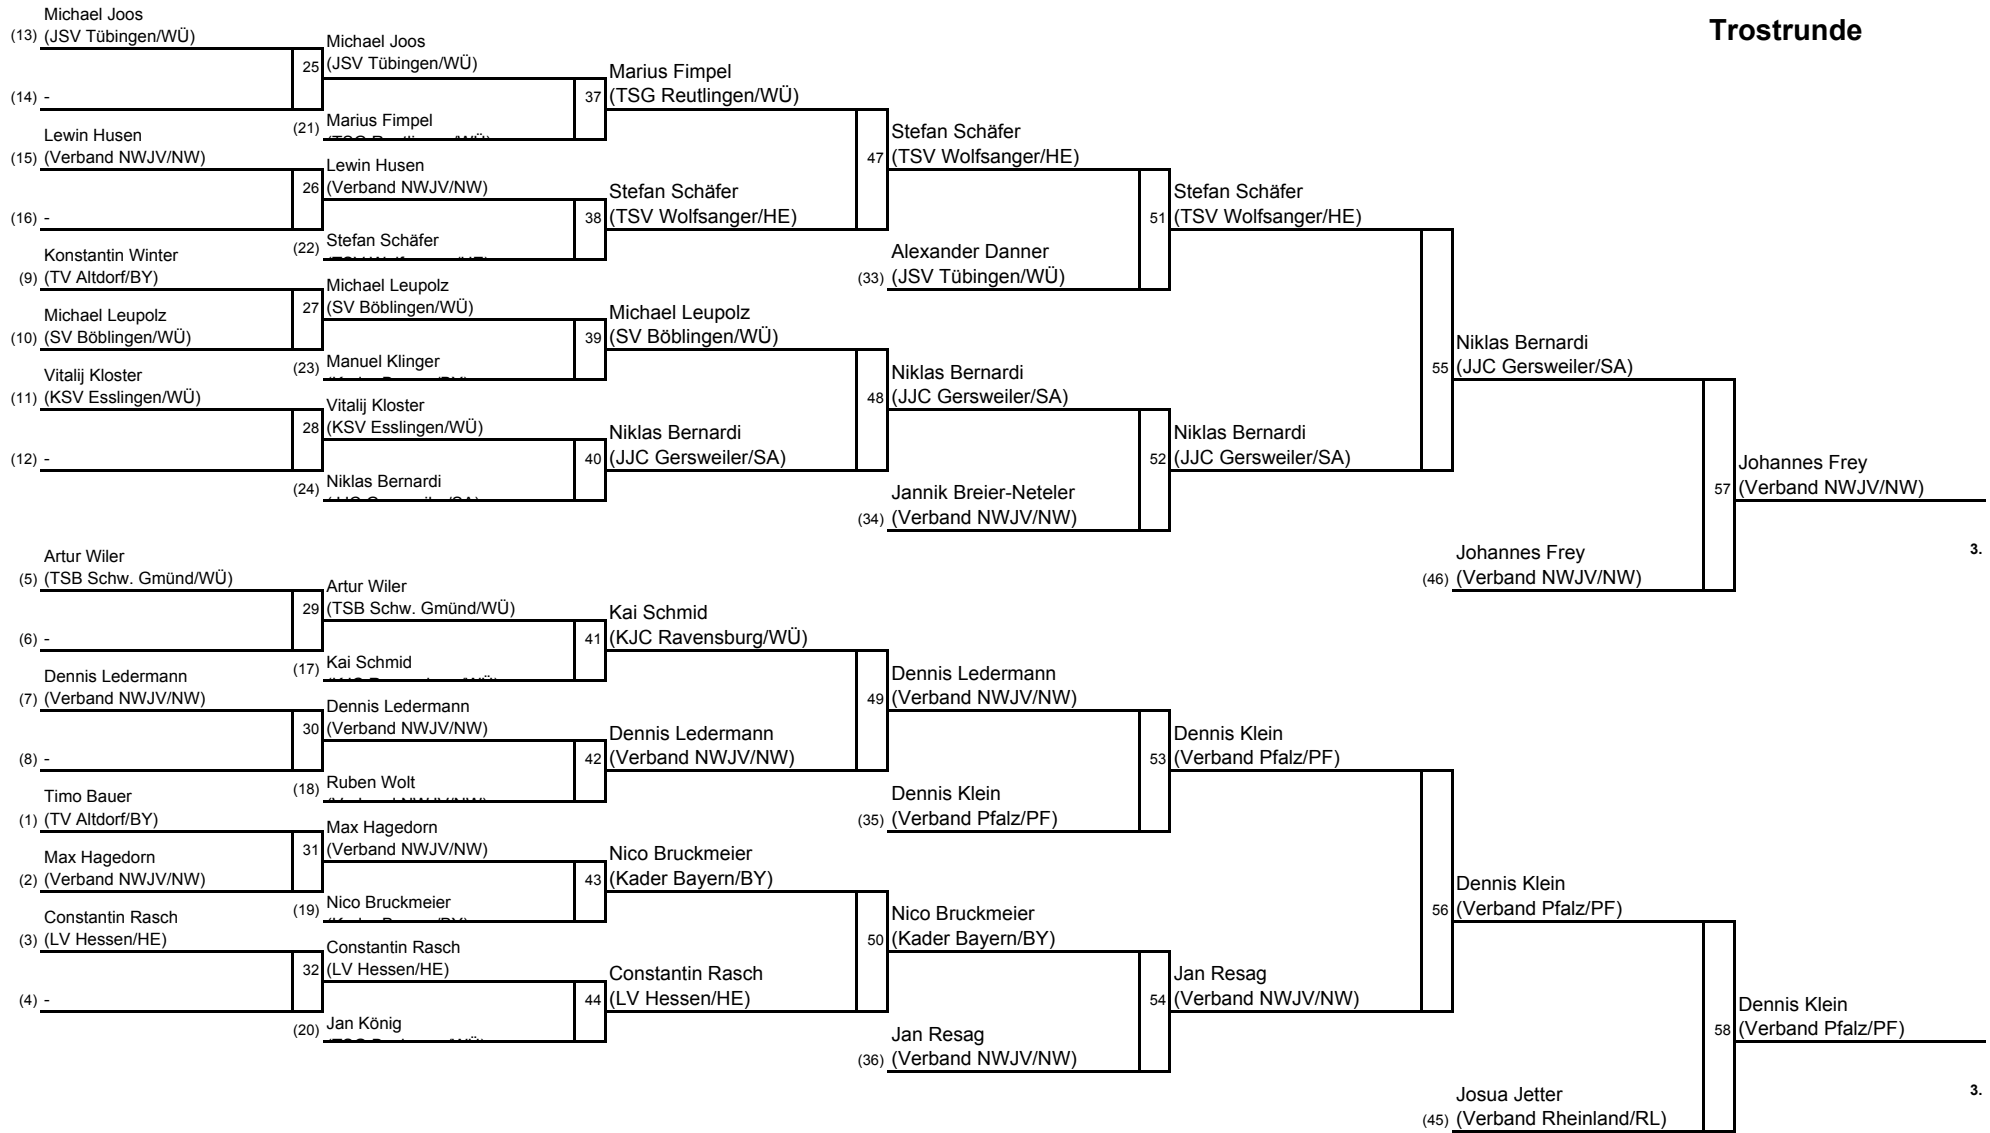 Trostrunde
Michael Joos
(13) (JSV Tübingen/WÜ)
(14) -
Lewin Husen
(15) (Verband NWJV/NW)
(16) -
Konstantin Winter
(9) (TV Altdorf/BY)
Michael Leupolz
(10) (SV Böblingen/WÜ)
Vitalij Kloster
(11) (KSV Esslingen/WÜ)
(12) -
Artur Wiler
(5) (TSB Schw. Gmünd/WÜ)
(6) -
Dennis Ledermann
(7) (Verband NWJV/NW)
(8) -
Timo Bauer
(1) (TV Altdorf/BY)
Max Hagedorn
(2) (Verband NWJV/NW)
Constantin Rasch
(3) (LV Hessen/HE)
(4) -
Michael Joos
25 (JSV Tübingen/WÜ)
(21) Marius Fimpel
Lewin Husen
26 (Verband NWJV/NW)
(22) Stefan Schäfer
Michael Leupolz
27 (SV Böblingen/WÜ)
(23) Manuel Klinger
Vitalij Kloster
28 (KSV Esslingen/WÜ)
(24) Niklas Bernardi
Artur Wiler
29 (TSB Schw. Gmünd/WÜ)
(17) Kai Schmid
Dennis Ledermann
30 (Verband NWJV/NW)
(18) Ruben Wolt
Max Hagedorn
31 (Verband NWJV/NW)
(19) Nico Bruckmeier
Constantin Rasch
32 (LV Hessen/HE)
(20) Jan König
Marius Fimpel
37 (TSG Reutlingen/WÜ)
Stefan Schäfer
38 (TSV Wolfsanger/HE)
Michael Leupolz
39 (SV Böblingen/WÜ)
Niklas Bernardi
40 (JJC Gersweiler/SA)
Kai Schmid
41 (KJC Ravensburg/WÜ)
Dennis Ledermann
42 (Verband NWJV/NW)
Nico Bruckmeier
43 (Kader Bayern/BY)
Constantin Rasch
44 (LV Hessen/HE)
Stefan Schäfer
47 (TSV Wolfsanger/HE)
Alexander Danner
(33) (JSV Tübingen/WÜ)
Niklas Bernardi
48 (JJC Gersweiler/SA)
Jannik Breier-Neteler
(34) (Verband NWJV/NW)
Dennis Ledermann
49 (Verband NWJV/NW)
Dennis Klein
(35) (Verband Pfalz/PF)
Nico Bruckmeier
50 (Kader Bayern/BY)
Jan Resag
(36) (Verband NWJV/NW)
Stefan Schäfer
51 (TSV Wolfsanger/HE)
Niklas Bernardi
52 (JJC Gersweiler/SA)
Dennis Klein
53 (Verband Pfalz/PF)
Jan Resag
54 (Verband NWJV/NW)
Niklas Bernardi
55 (JJC Gersweiler/SA)
Johannes Frey
(46) (Verband NWJV/NW)
Dennis Klein
56 (Verband Pfalz/PF)
Josua Jetter
(45) (Verband Rheinland/RL)
Johannes Frey
57 (Verband NWJV/NW)
3.
Dennis Klein
58 (Verband Pfalz/PF)
3.